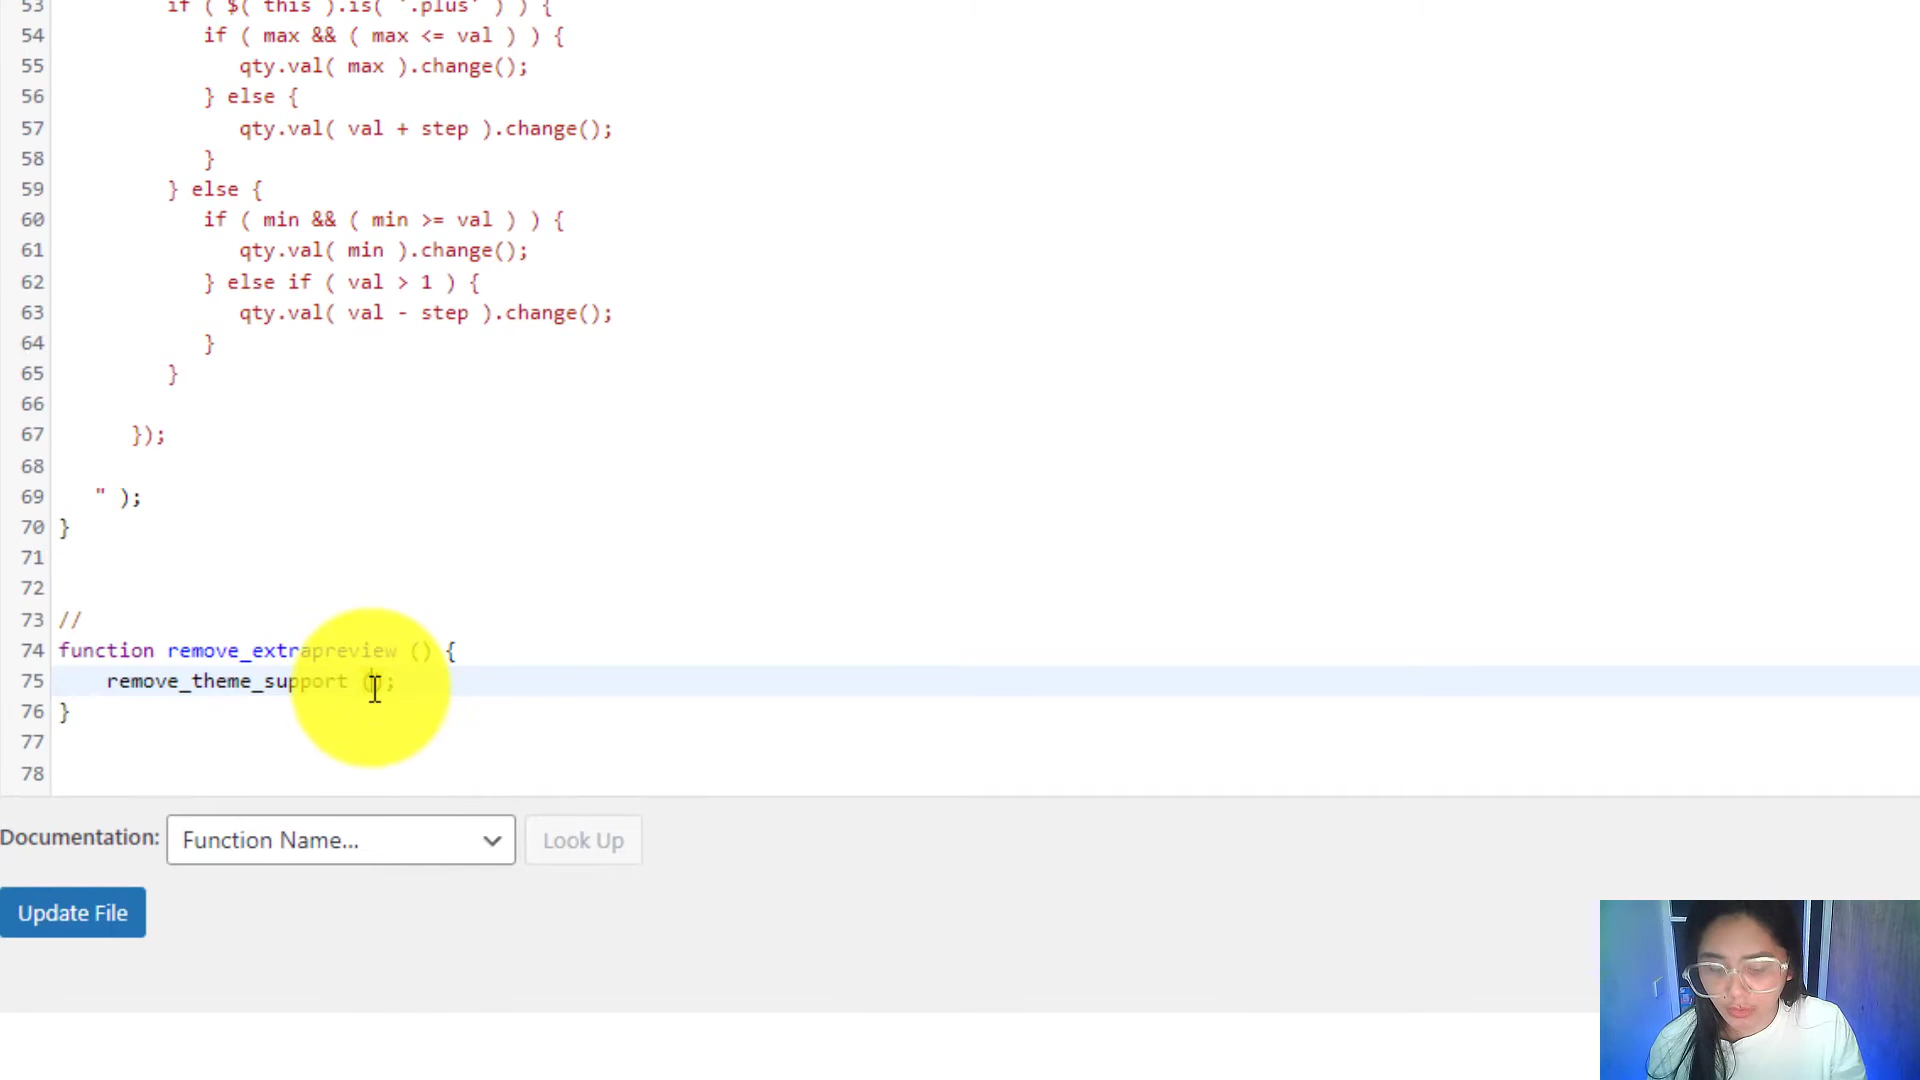 53 if ( $( this ).is( '.plus' ) ) {
54 if ( max && ( max <= val ) ) {
55 qty.val( max ).change();
56 } else {
57 qty.val( val + step ).change();
58 }
59 } else {
60 if ( min && ( min >= val ) ) {
61 qty.val( min ).change();
62 } else if ( val > 1 ) {
63 qty.val( val - step ).change();
64 }
65 }
66
67 });
68
69 " );
70 }
71
72
73 //
74 function remove_extrapreview () {
75 remove_theme_support ();
76 }
77
78
Documentation: Function Name... Look Up
Update File